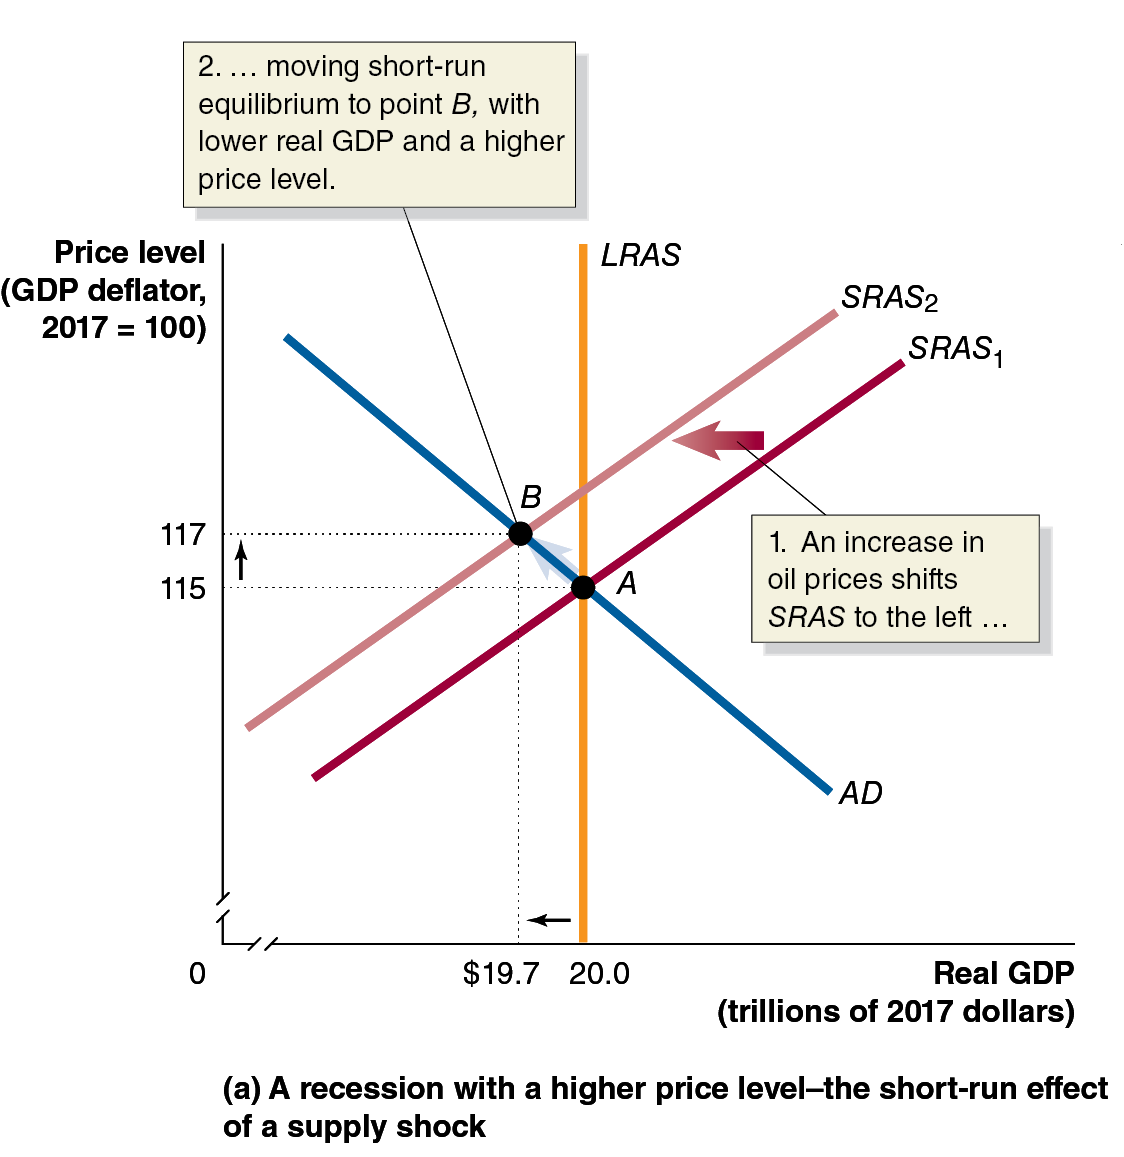 2. … moving short-run
equilibrium to point B, with
lower real GDP and a higher
price level.
Price level
(GDP deflator,
2017 = 100)
LRAS
SRAS₂
SRAS₁
B
117
115
A
1. An increase in
oil prices shifts
SRAS to the left …
AD
0
$19.7
20.0
Real GDP
(trillions of 2017 dollars)
(a) A recession with a higher price level–the short-run effect
of a supply shock